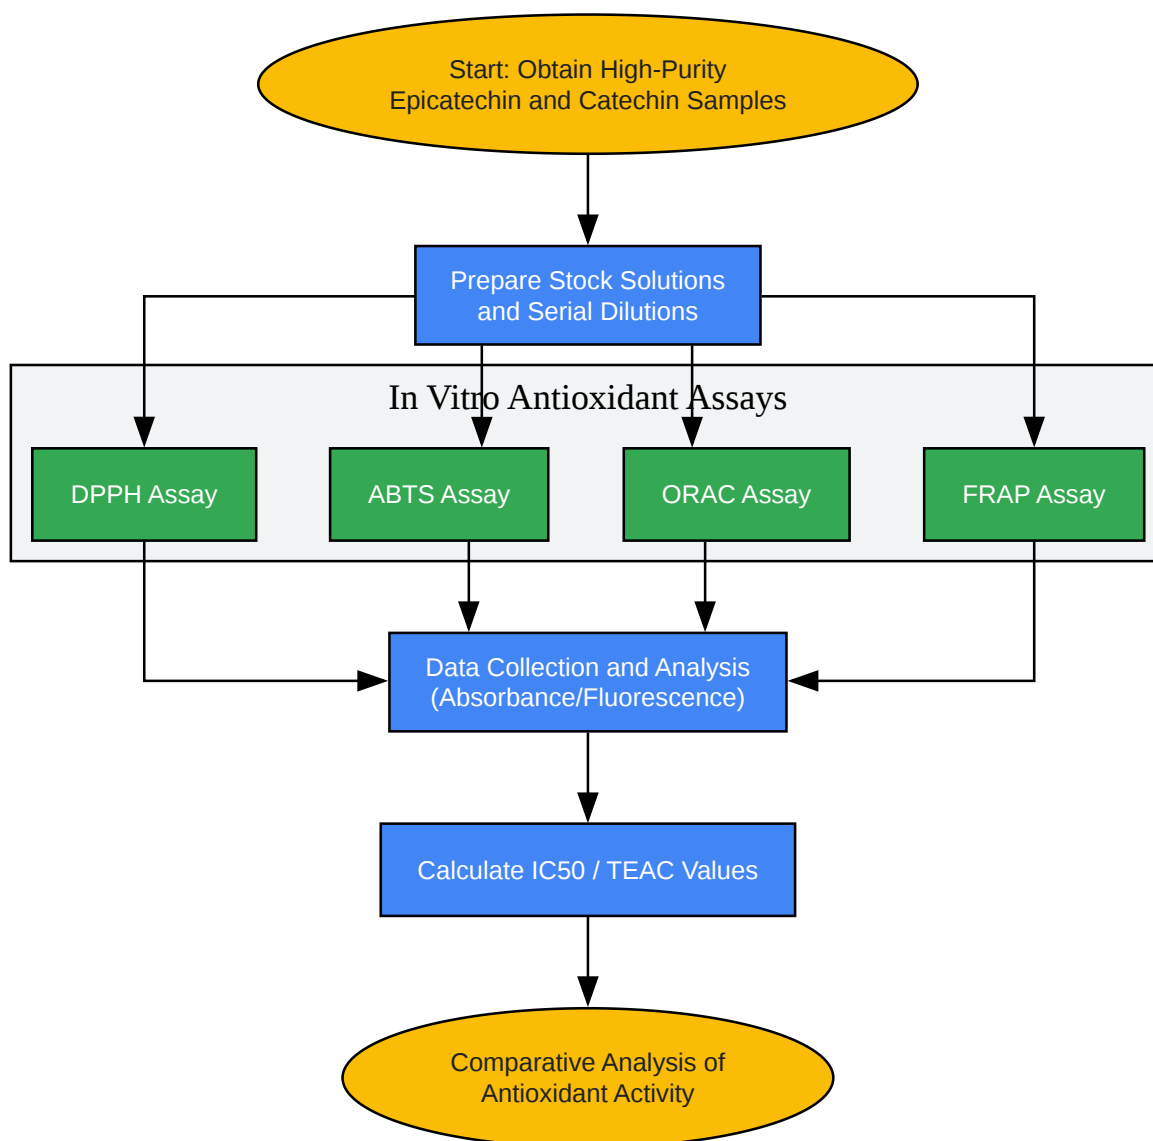 Start: Obtain High-Purity
Epicatechin and Catechin Samples
Prepare Stock Solutions
and Serial Dilutions
In Vitro Antioxidant Assays
DPPH Assay
ABTS Assay
ORAC Assay
FRAP Assay
Data Collection and Analysis
(Absorbance/Fluorescence)
Calculate IC50 / TEAC Values
Comparative Analysis of
Antioxidant Activity